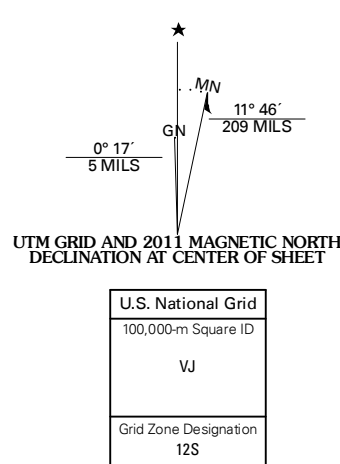 ★
MN
GN
11° 46´
209 MILS
0° 17´
5 MILS
UTM GRID AND 2011 MAGNETIC NORTH
DECLINATION AT CENTER OF SHEET
U.S. National Grid
100,000-m Square ID
VJ
Grid Zone Designation
12S